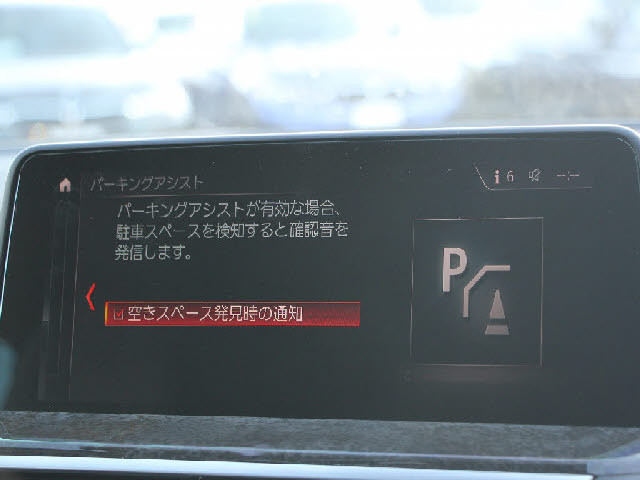 パーキングアシスト
i 6 --:--
パーキングアシストが有効な場合、
駐車スペースを検知すると確認音を
発信します。
空きスペース発見時の通知
P